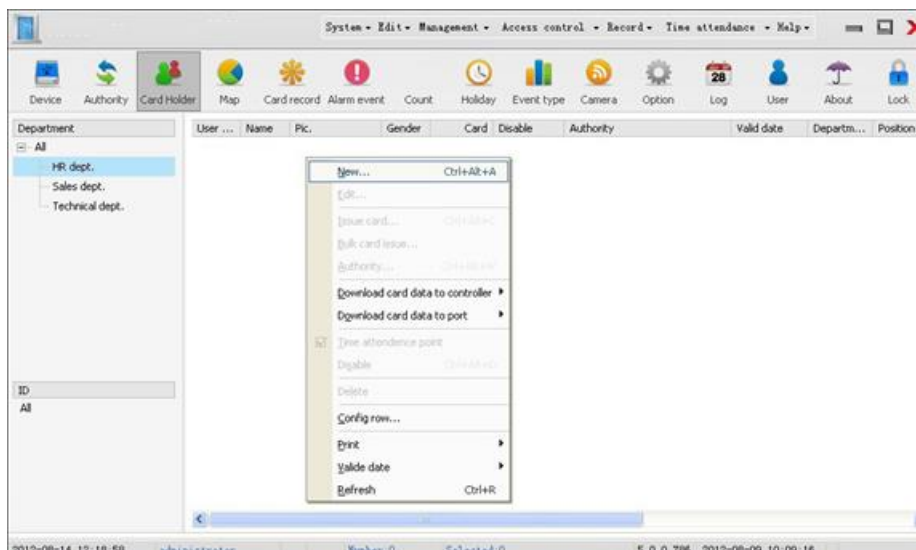 System - Edit - Management - Access control - Record - Time attendance - Help -
Device Authority Card Holder Map Card record Alarm event Count Holiday Event type Camera Option Log User About Lock
28
Department
All
HR dept.
Sales dept.
Technical dept.
User ... Name Pic. Gender Card Disable Authority Valid date Departm... Position
New... Ctrl+Alt+A
Edit...
Issue card...
Bulk card issue...
Authority...
Download card data to controller
Download card data to port
Time attendence point
Disable
Delete
Config row...
Print
Valide date
Refresh Ctrl+R
ID
All